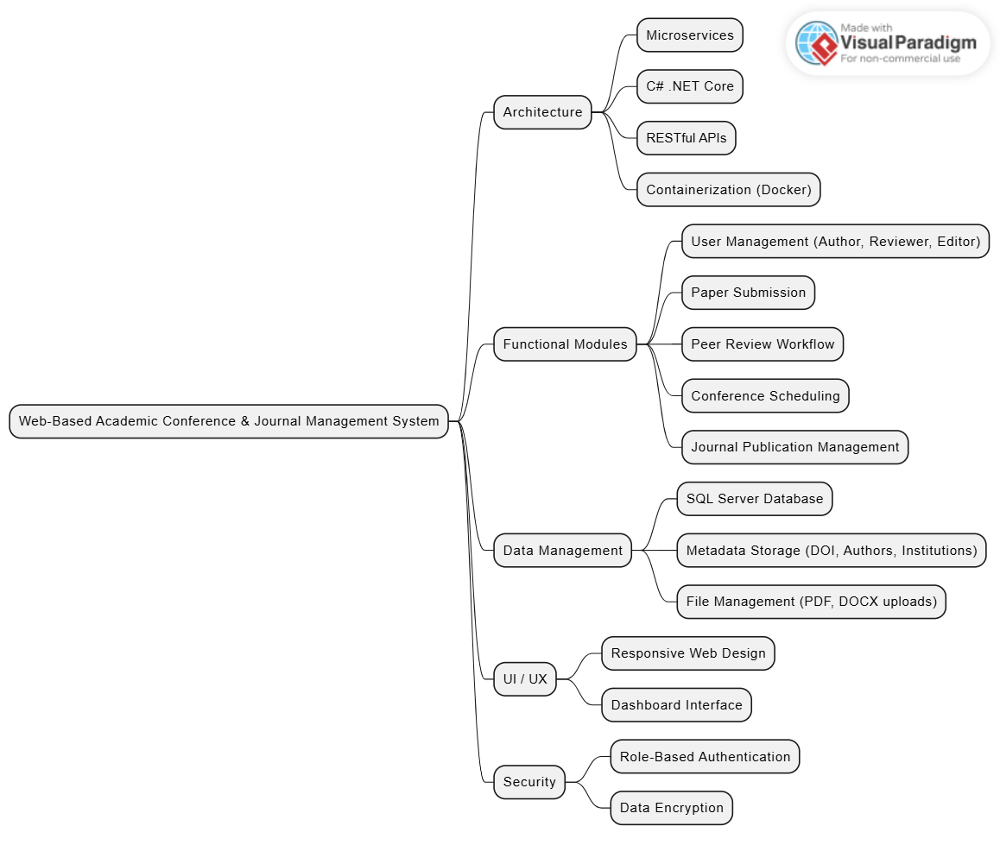 Made with
Visual Paradigm
For non-commercial use
Web-Based Academic Conference & Journal Management System
Architecture
Microservices
C# .NET Core
RESTful APIs
Containerization (Docker)
Functional Modules
User Management (Author, Reviewer, Editor)
Paper Submission
Peer Review Workflow
Conference Scheduling
Journal Publication Management
Data Management
SQL Server Database
Metadata Storage (DOI, Authors, Institutions)
File Management (PDF, DOCX uploads)
UI / UX
Responsive Web Design
Dashboard Interface
Security
Role-Based Authentication
Data Encryption